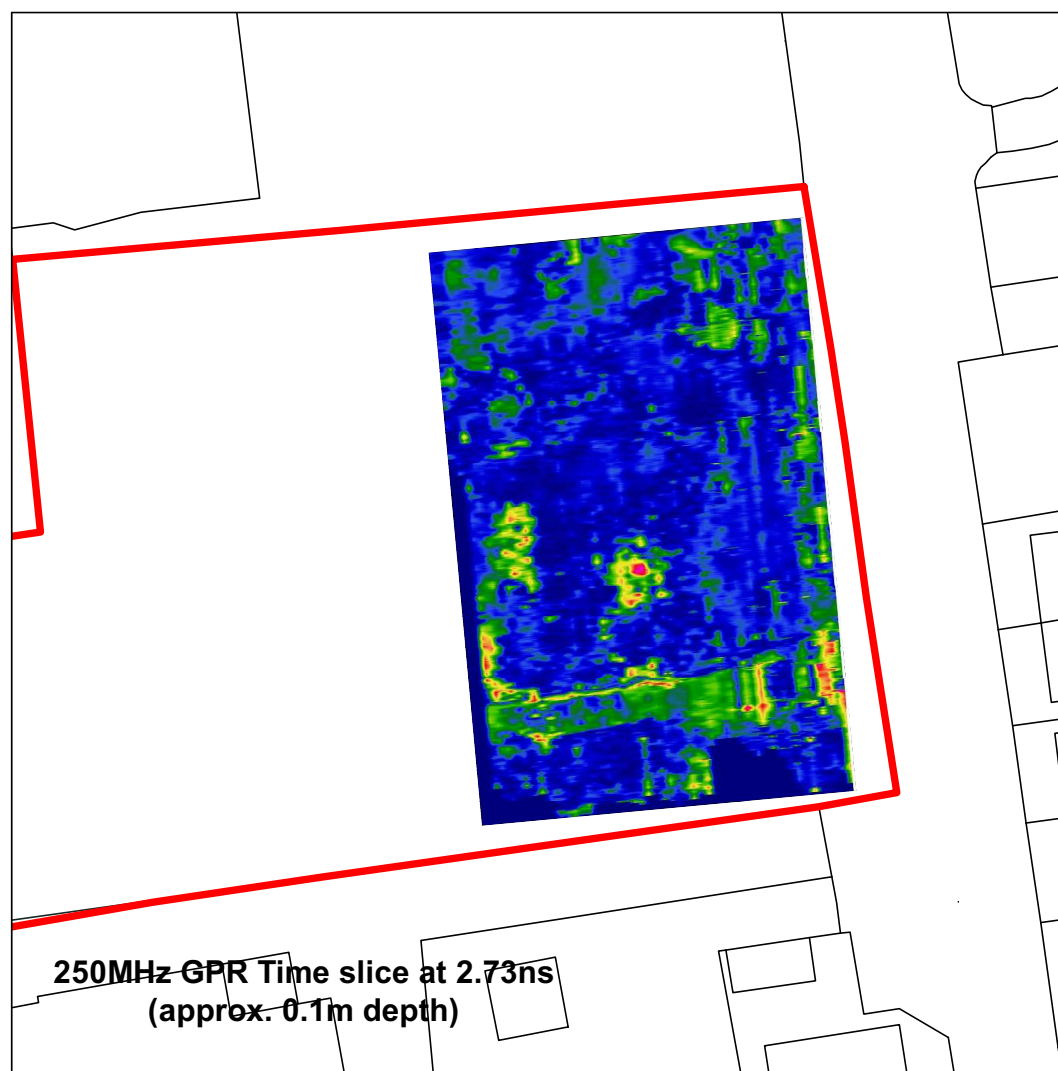 250MHz GPR Time slice at 2.73ns
(approx. 0.1m depth)